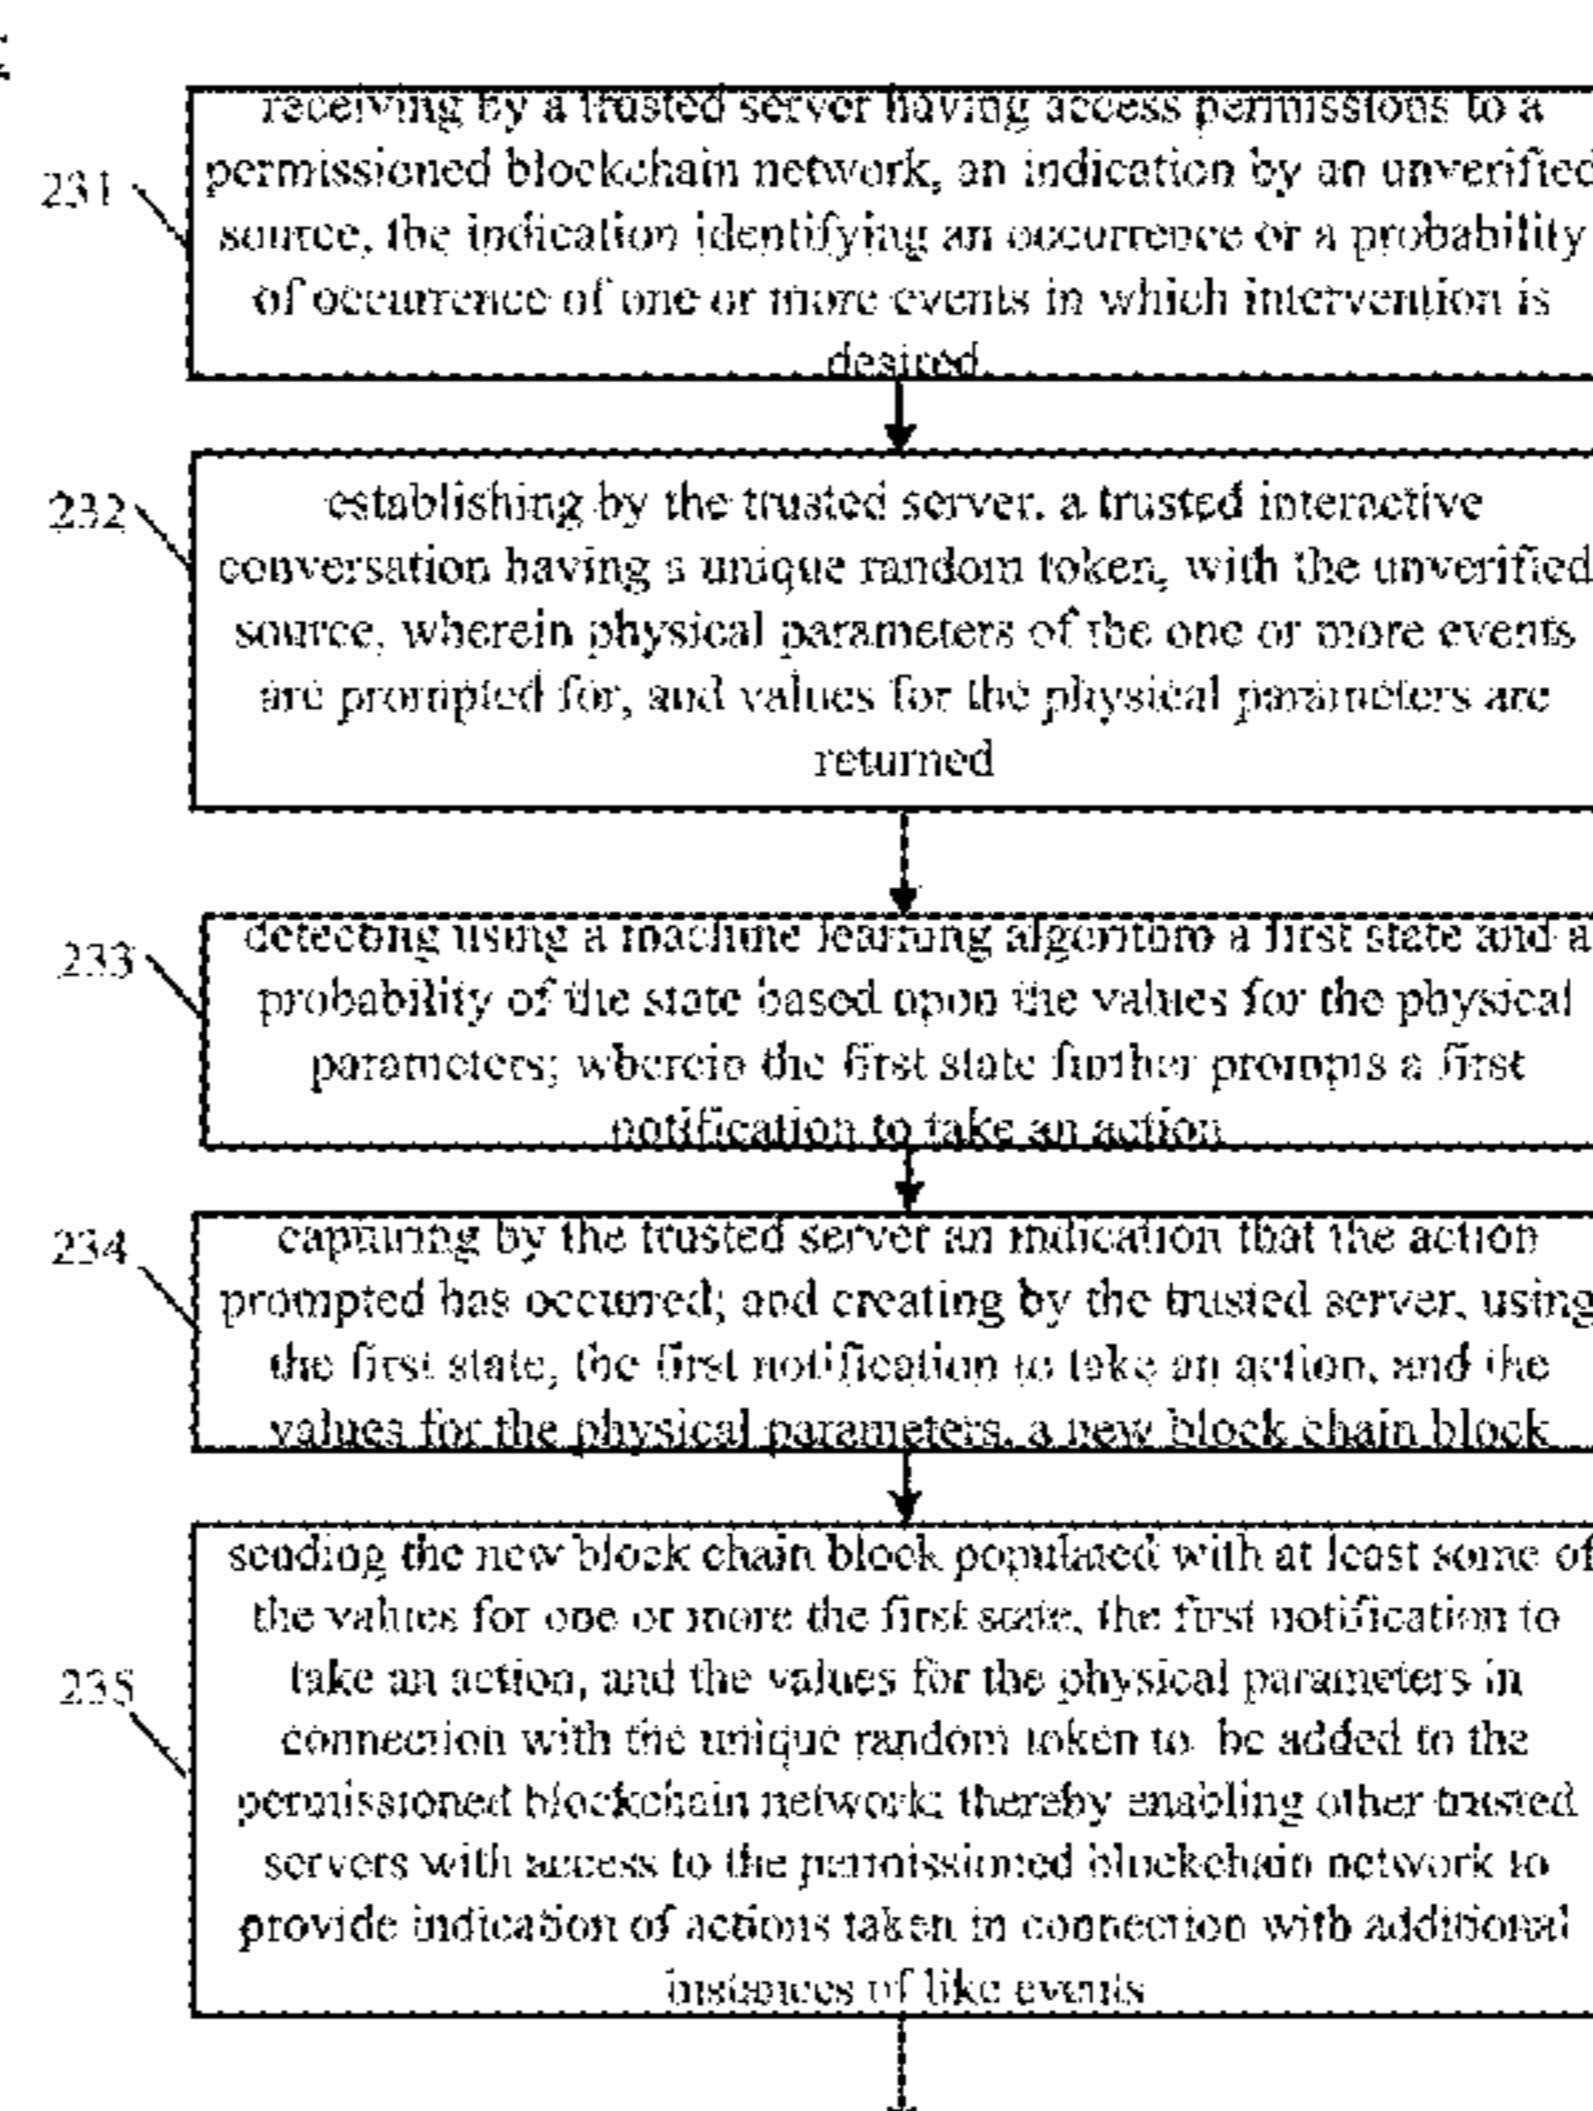 receiving by a trusted server having access permissions to a
231
permissioned blockchain network, an indication by an unverified
source, the indication identifying an occurrence or a probability
of occurrence of one or more events in which intervention is
desired
232
establishing by the trusted server, a trusted interactive
conversation having a unique random token, with the unverified
source, wherein physical parameters of the one or more events
are prompted for, and values for the physical parameters are
returned
233
detecting using a machine learning algorithm a first state and a
probability of the state based upon the values for the physical
parameters; wherein the first state further prompts a first
notification to take an action
234
capturing by the trusted server an indication that the action
prompted has occurred; and creating by the trusted server, using
the first state, the first notification to take an action, and the
values for the physical parameters, a new block chain block
sending the new block chain block populated with at least some of
the values for one or more the first state, the first notification to
235
take an action, and the values for the physical parameters in
connection with the unique random token to be added to the
permissioned blockchain network; thereby enabling other trusted
servers with access to the permissioned blockchain network to
provide indication of actions taken in connection with additional
instances of like events